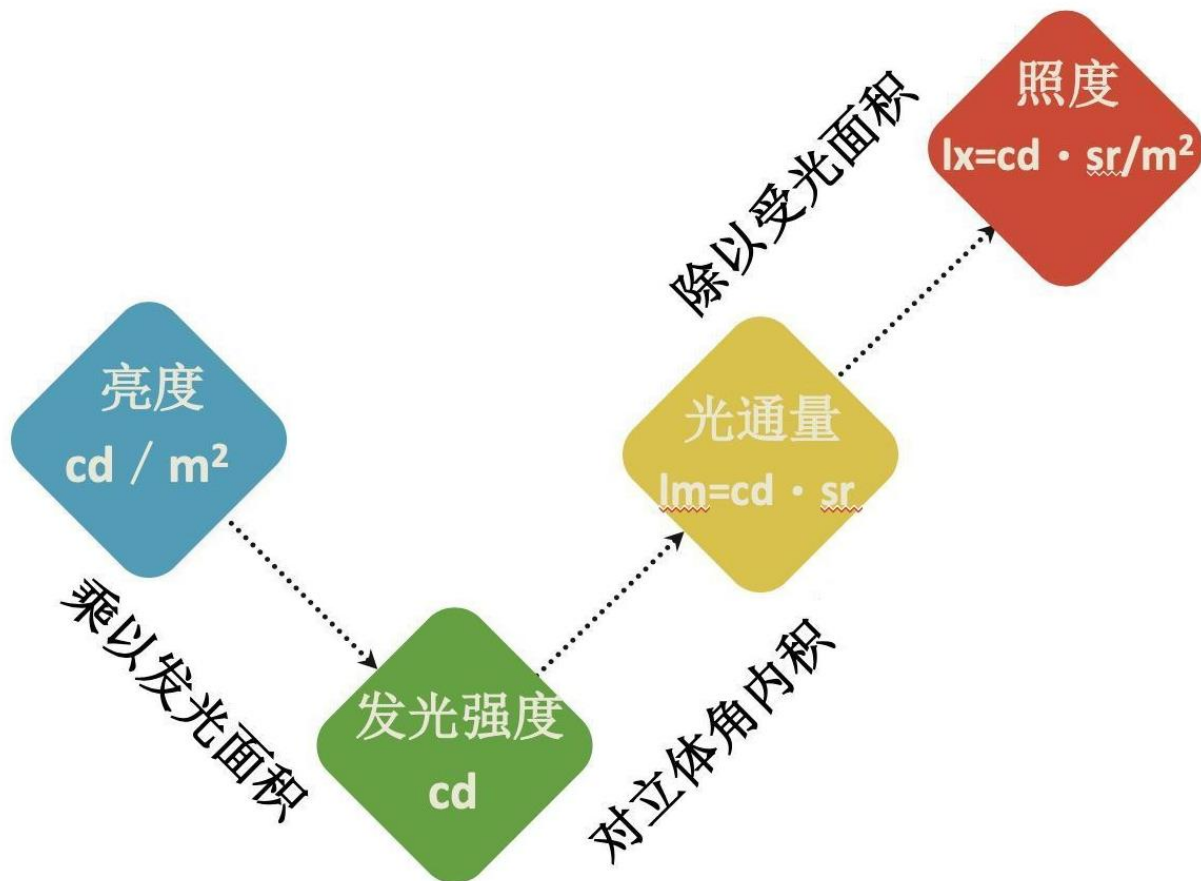 亮度
cd / m²
乘以发光面积
发光强度
cd
对立体角内积
光通量
lm=cd·sr
除以受光面积
照度
lx=cd·sr/m²